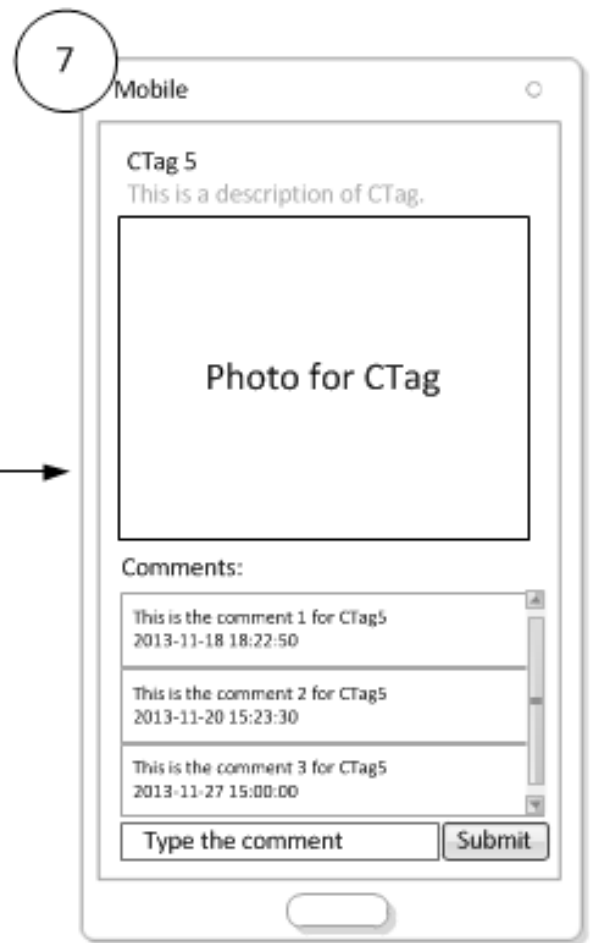 7
Mobile
CTag 5
This is a description of CTag.
Photo for CTag
Comments:
This is the comment 1 for CTag5
2013-11-18 18:22:50
This is the comment 2 for CTag5
2013-11-20 15:23:30
This is the comment 3 for CTag5
2013-11-27 15:00:00
Type the comment
Submit